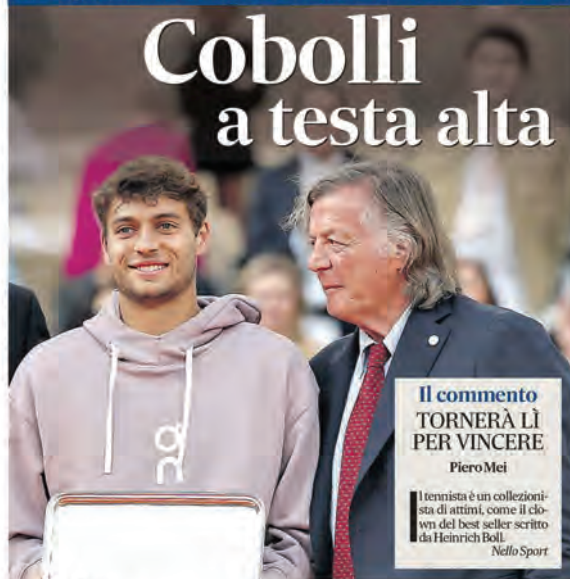 Cobolli
a testa alta
on
Il commento
TORNERÀ LÌ
PER VINCERE
Piero Mei
Il tennista è un collezioni-
sta di attimi, come il clo-
wn del best seller scritto
da Heinrich Boll.
Nello Sport